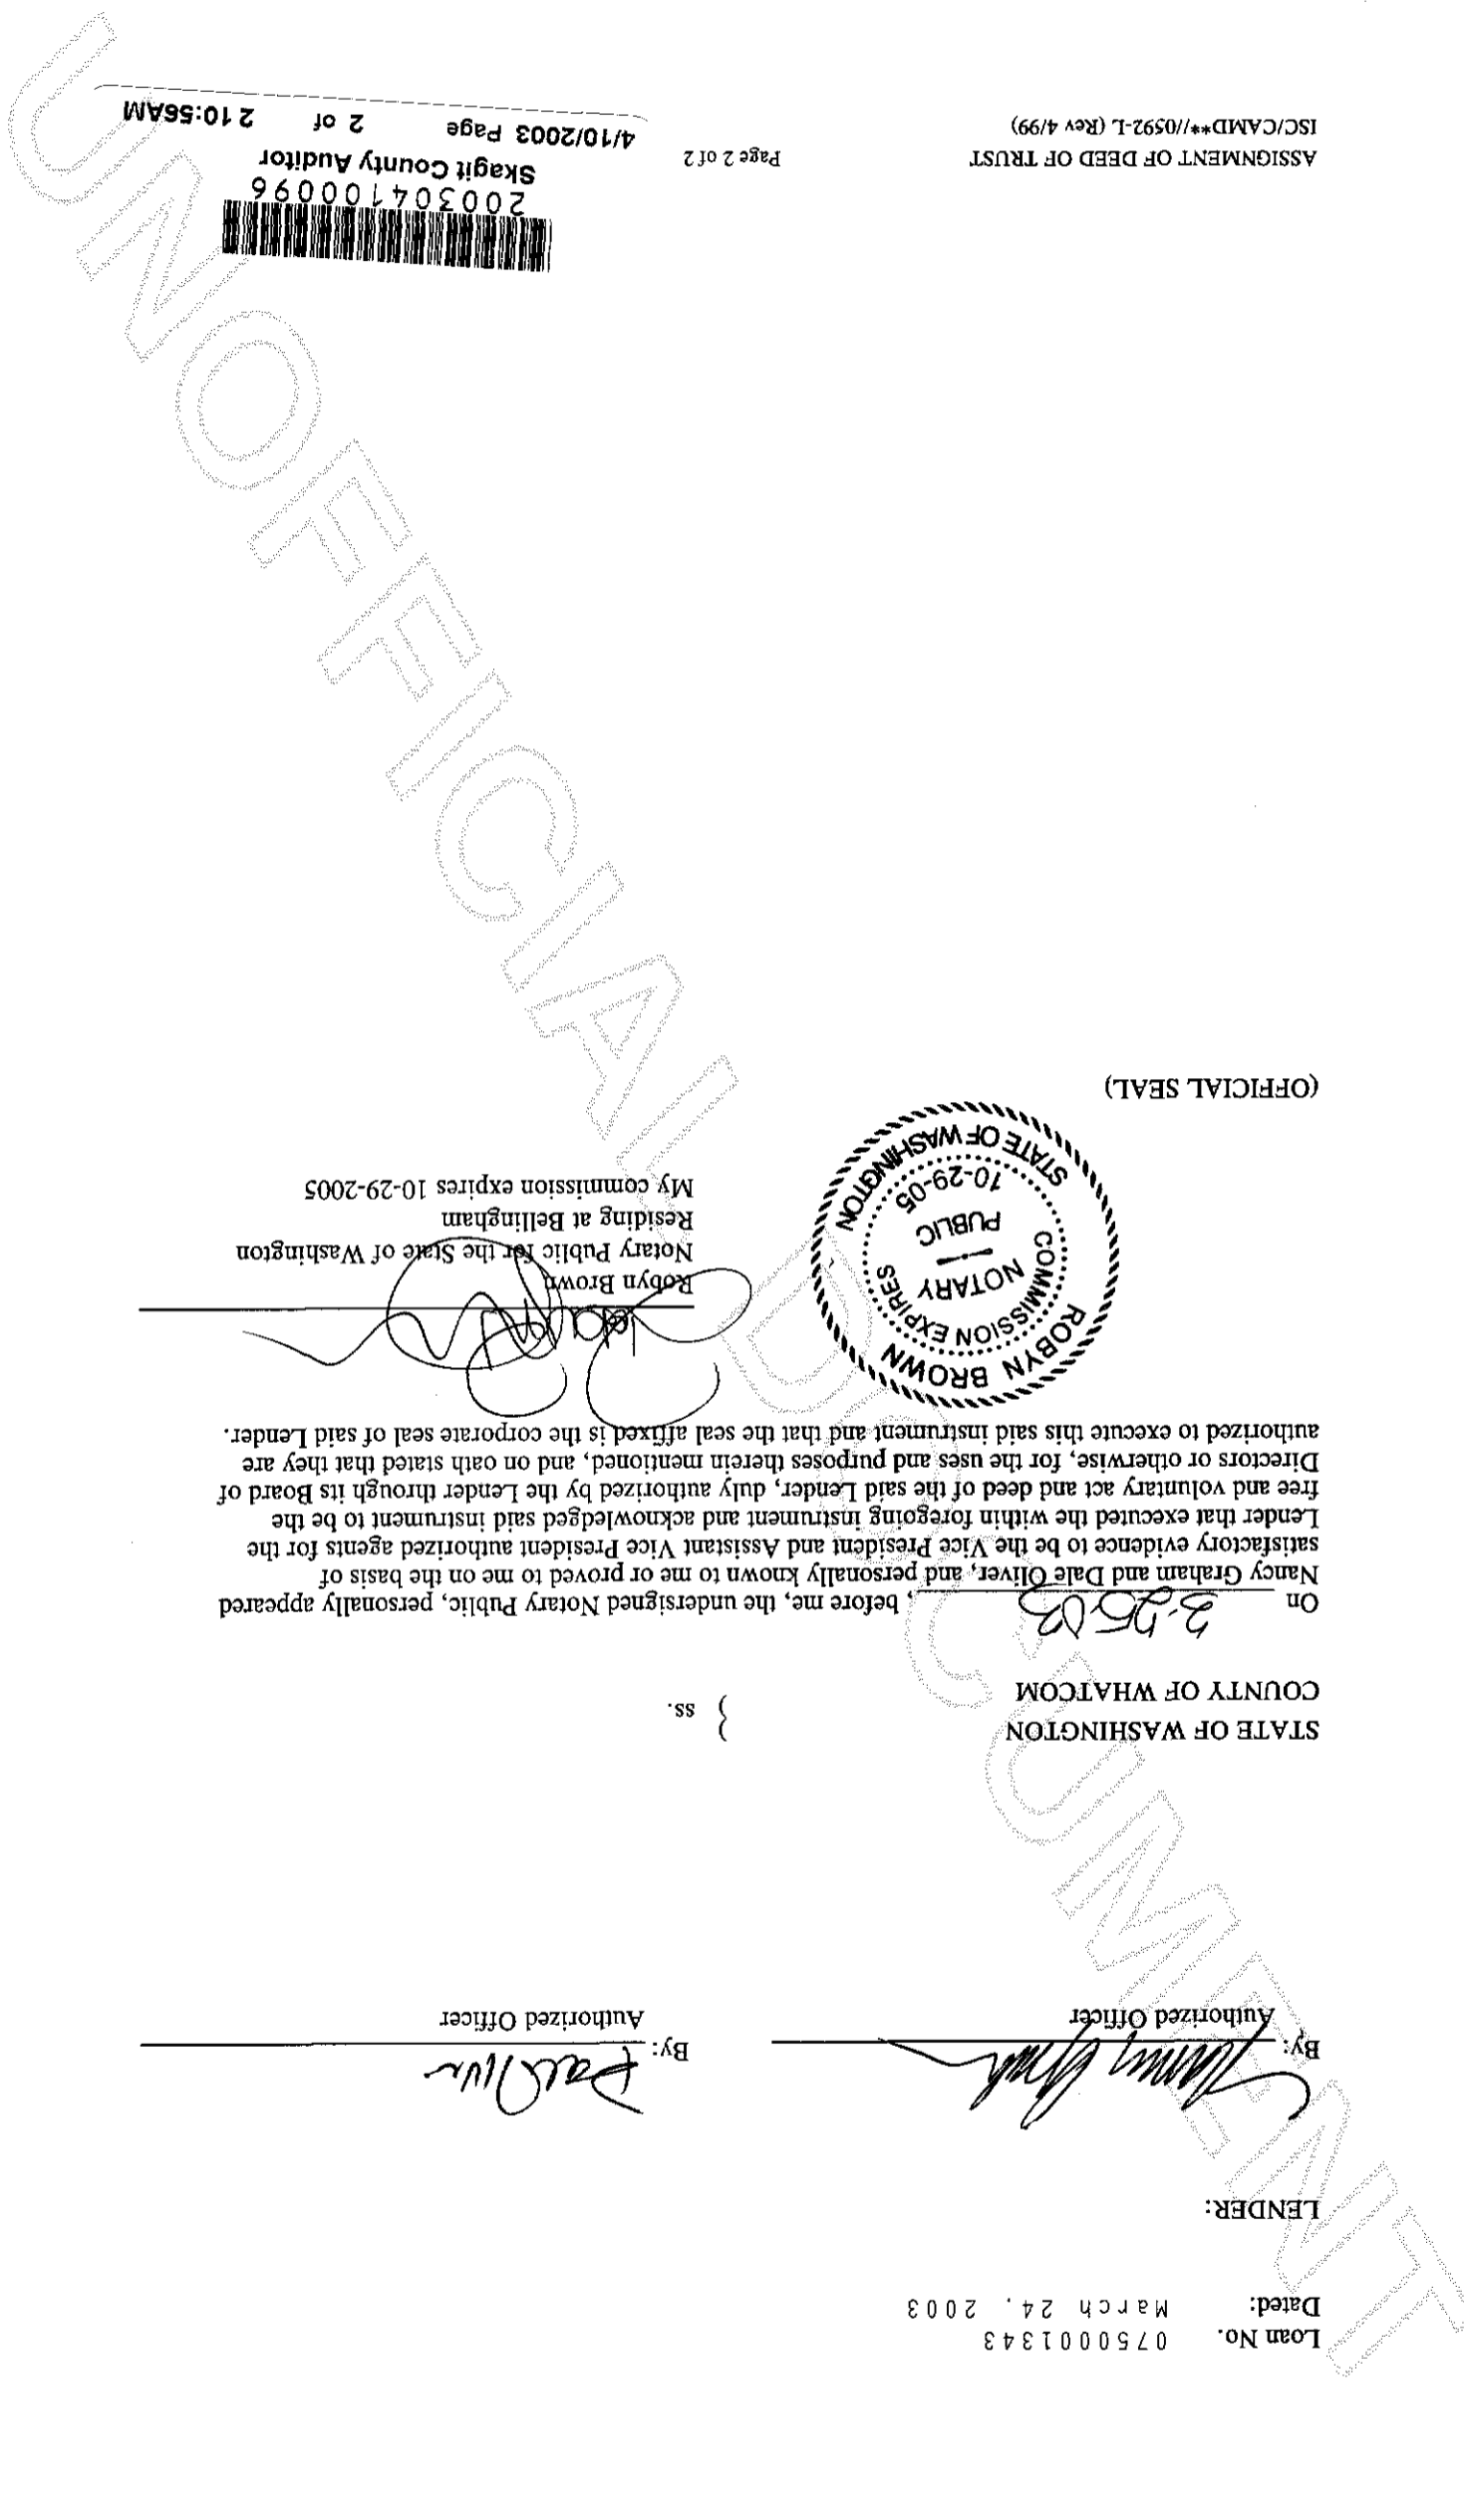 Loan No. 0750001343
Dated: March 24, 2003
LENDER:
By: By:
Authorized Officer Authorized Officer
STATE OF WASHINGTON
COUNTY OF WHATCOM
} ss.
On 3-25-03, before me, the undersigned Notary Public, personally appeared
Nancy Graham and Dale Oliver, and personally known to me or proved to me on the basis of
satisfactory evidence to be the Vice President and Assistant Vice President authorized agents for the
Lender that executed the within foregoing instrument and acknowledged said instrument to be the
free and voluntary act and deed of the said Lender, duly authorized by the Lender through its Board of
Directors or otherwise, for the uses and purposes therein mentioned, and on oath stated that they are
authorized to execute this said instrument and that the seal affixed is the corporate seal of said Lender.
ROBYN BROWN
COMMISSION EXPIRES
NOTARY
PUBLIC
10-29-05
STATE OF WASHINGTON
Robyn Brown
Notary Public for the State of Washington
Residing at Bellingham
My commission expires 10-29-2005
(OFFICIAL SEAL)
200304100096
Skagit County Auditor
4/10/2003 Page 2 of 2 10:56AM
ASSIGNMENT OF DEED OF TRUST
ISC/CAMD**//0592-L (Rev 4/99)
Page 2 of 2
UNOFFICIAL DOCUMENT